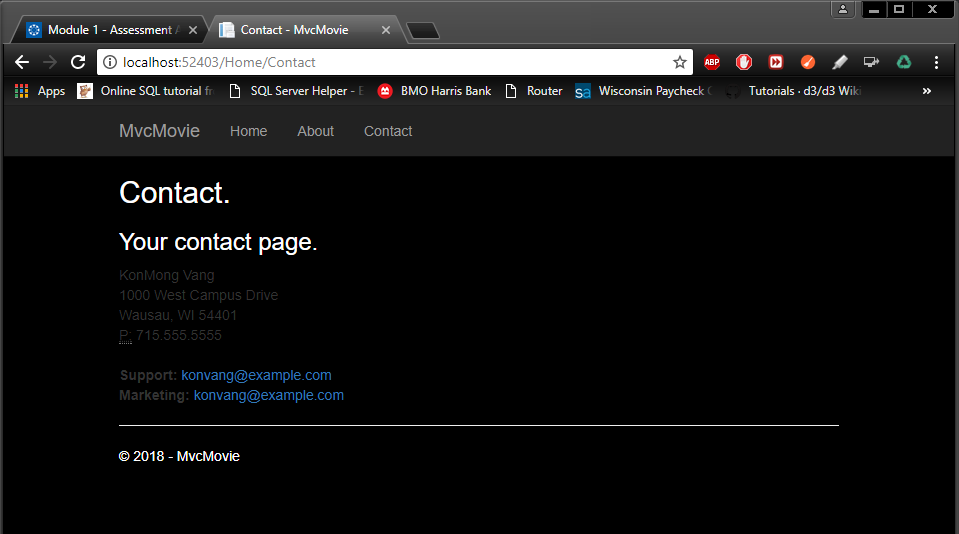 Module 1 - Assessment
Contact - MvcMovie
localhost:52403/Home/Contact
ABP
Apps
Online SQL tutorial
SQL Server Helper - E
BMO Harris Bank
Router
sa
Wisconsin Paycheck
Tutorials · d3/d3 Wiki
»
MvcMovie Home About Contact
Contact.
Your contact page.
KonMong Vang
1000 West Campus Drive
Wausau, WI 54401
P: 715.555.5555
Support: konvang@example.com
Marketing: konvang@example.com
© 2018 - MvcMovie